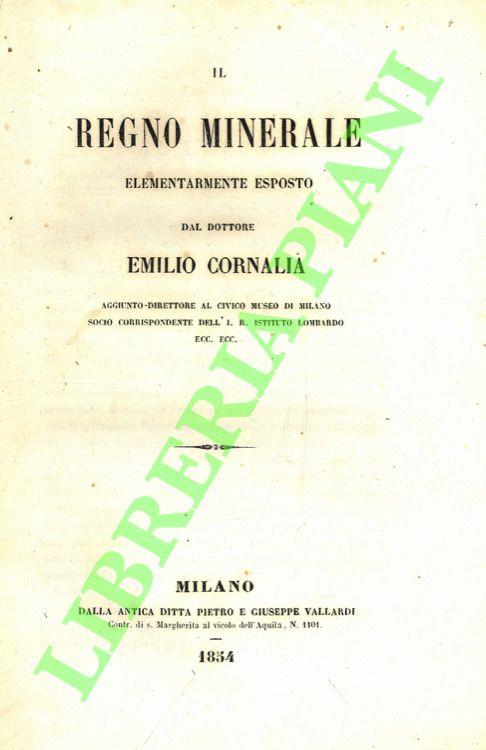 IL
REGNO MINERALE
ELEMENTARMENTE ESPOSTO
DAL DOTTORE
EMILIO CORNALIA
AGGIUNTO-DIRETTORE AL CIVICO MUSEO DI MILANO
SOCIO CORRISPONDENTE DELL' I. R. ISTITUTO LOMBARDO
ECC. ECC.
MILANO
DALLA ANTICA DITTA PIETRO E GIUSEPPE VALLARDI
Contr. di s. Margherita al vicolo dell'Aquila, N. 1101.
1854
LIBRERIA PIANI